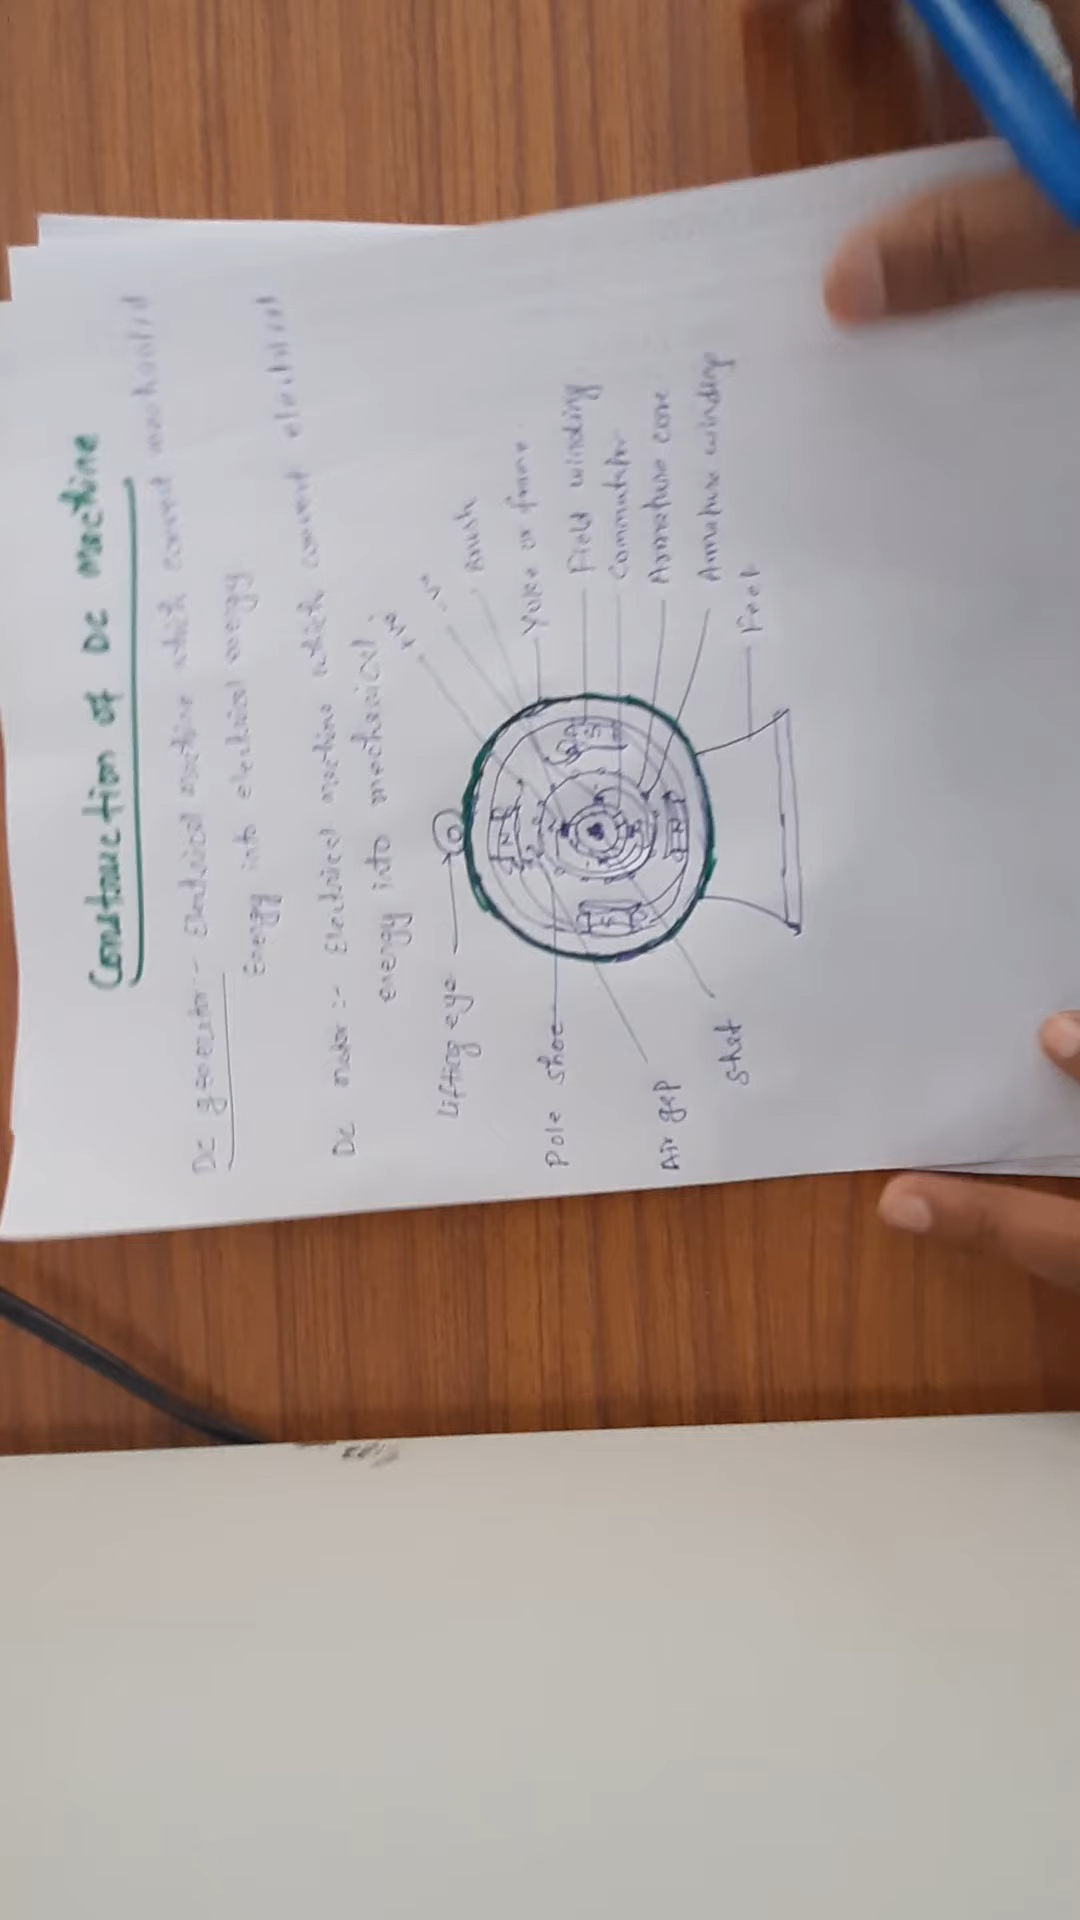 Construction of DC machine
DC generator:- Electrical machine which convert mechanical
Energy into electrical energy
DC motor :- Electrical machine which convert electrical
energy into mechanical.
Lifting eye
Pole shoe
Air gap
Shaft
Brush
Yoke or frame
Field winding
Commutator
Armature core
Armature winding
Feet
N
S
N